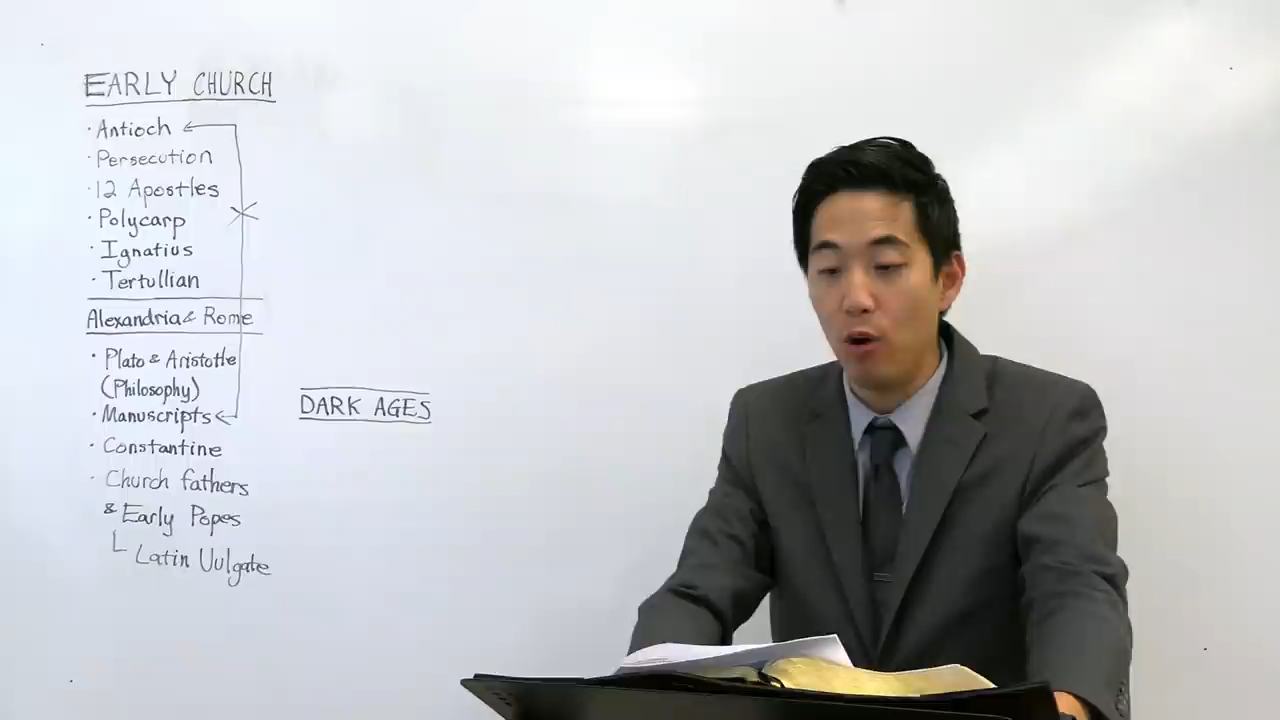 EARLY CHURCH
· Antioch
· Persecution
· 12 Apostles
· Polycarp
· Ignatius
· Tertullian
Alexandria & Rome
· Plato & Aristotle
(Philosophy)
· Manuscripts
· Constantine
· Church fathers
& Early Popes
Latin Vulgate
DARK AGES